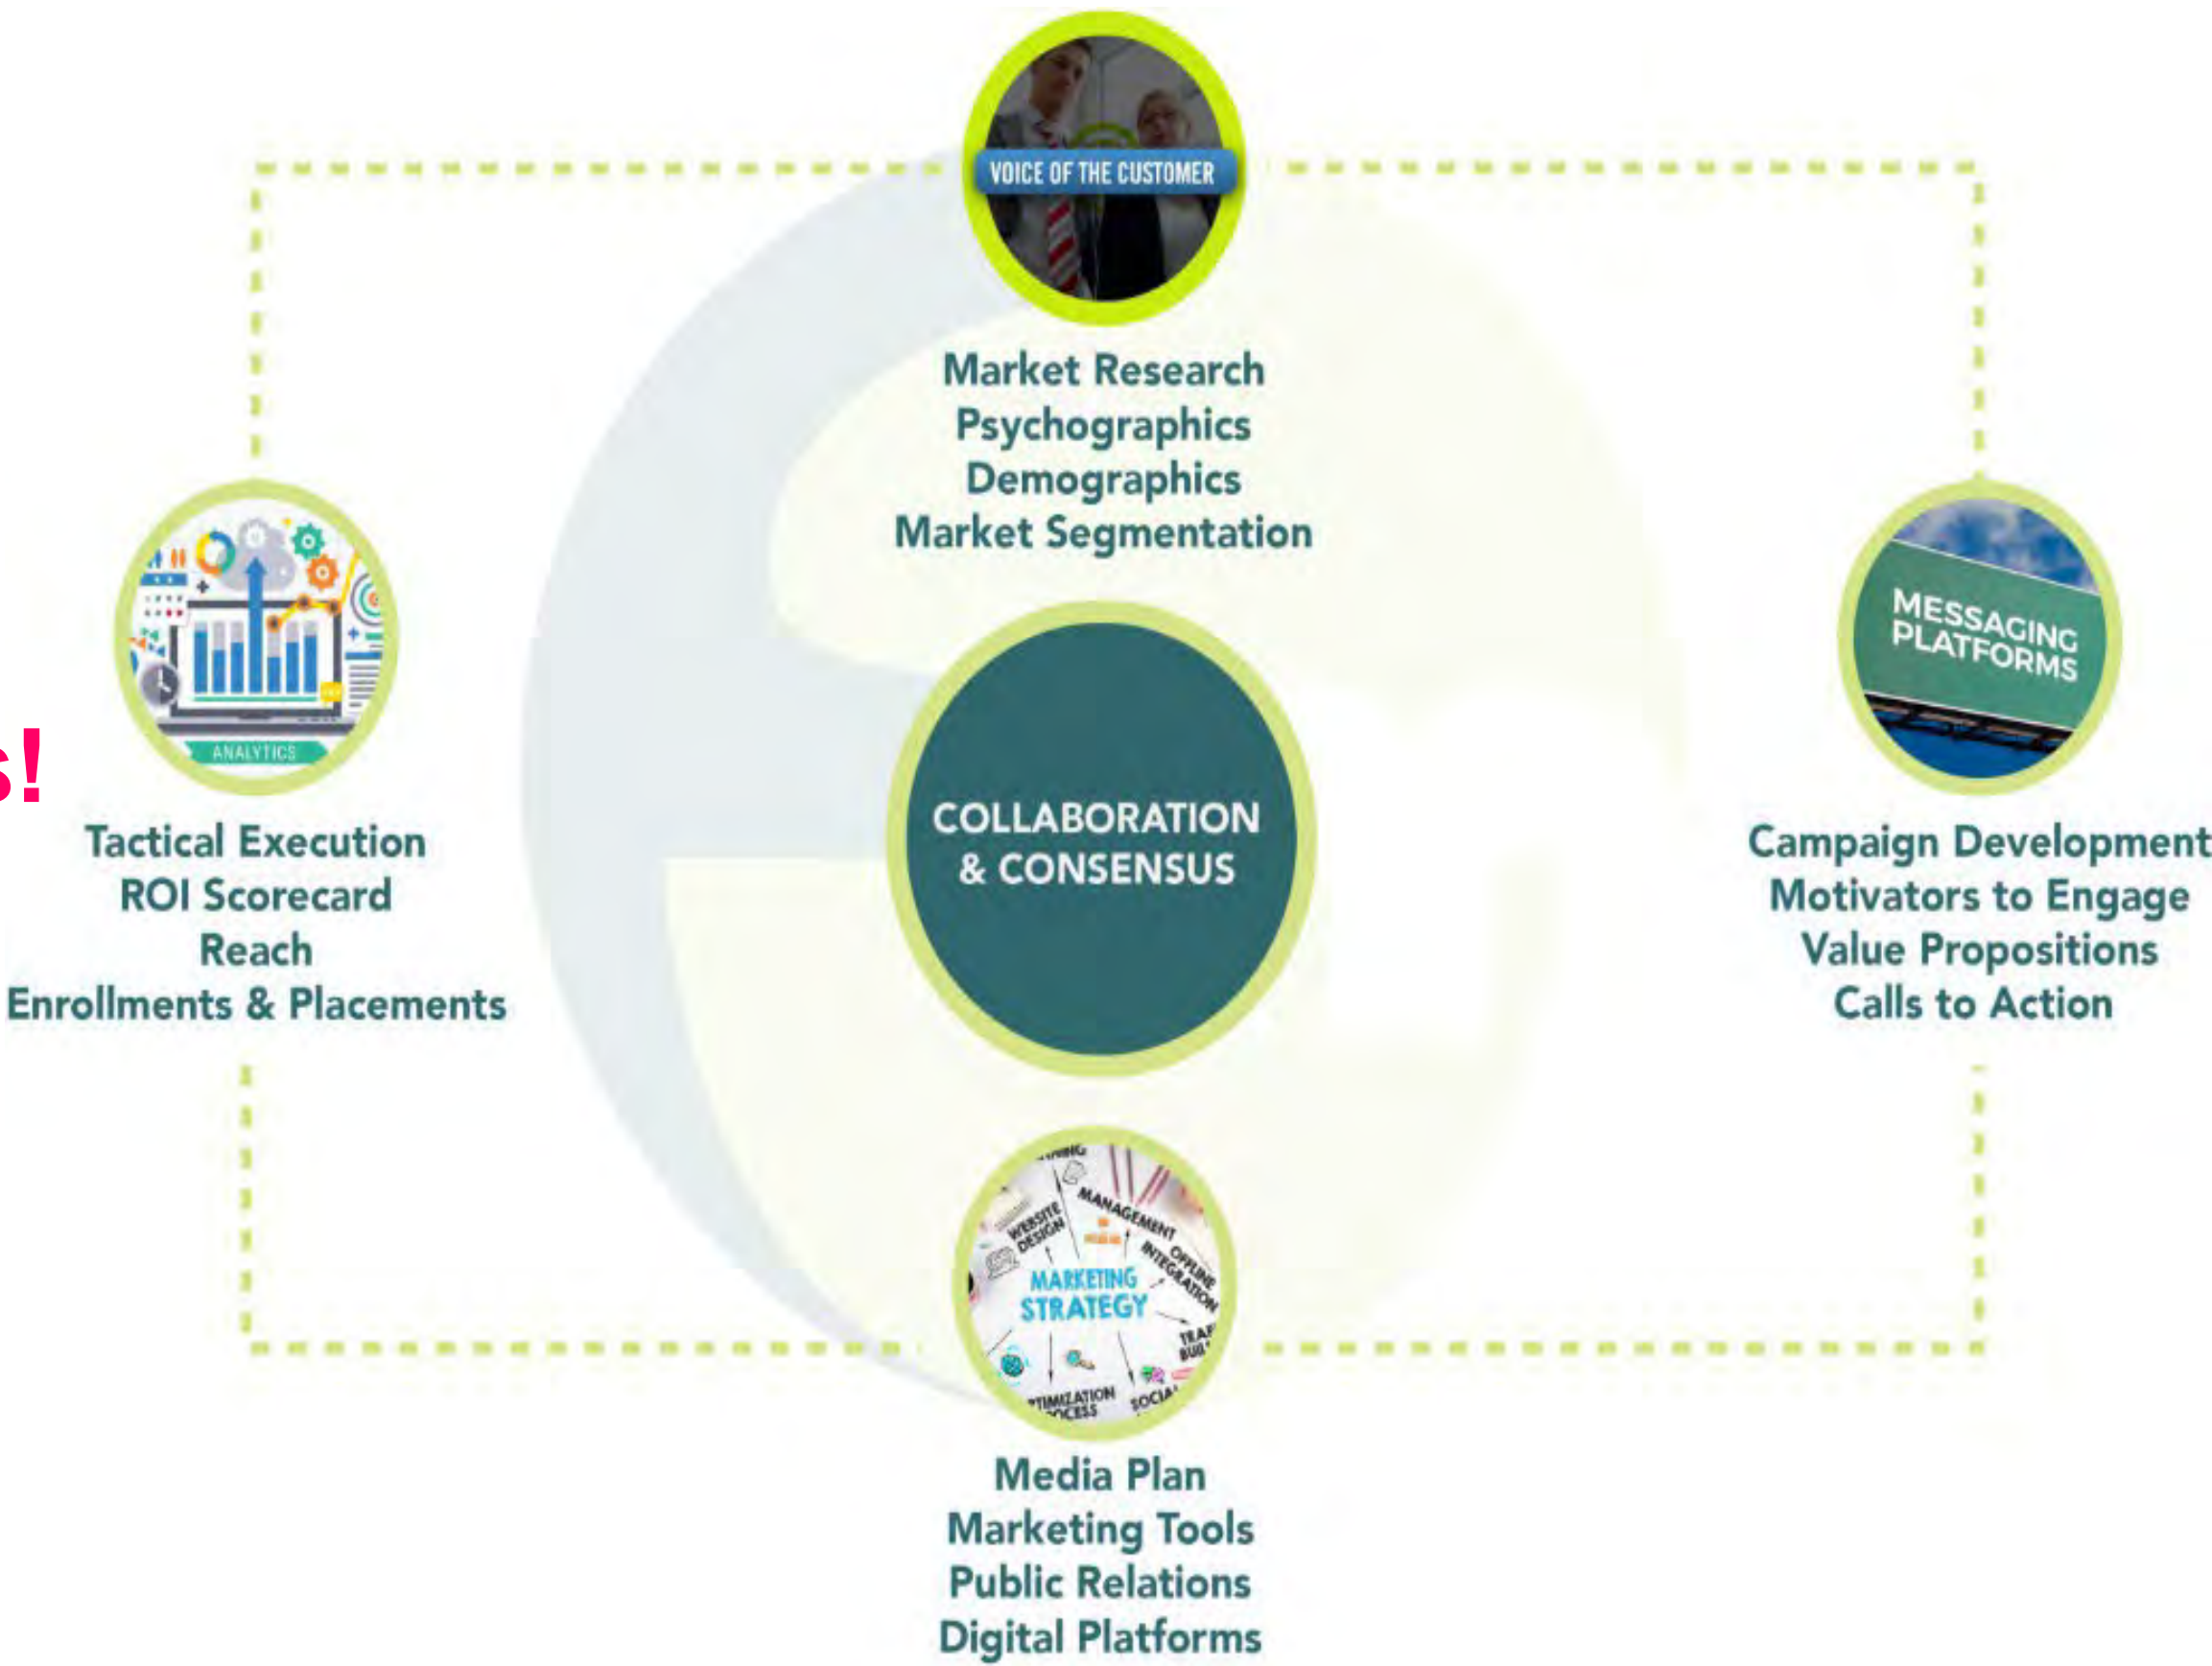 VOICE OF THE CUSTOMER
Market Research
Psychographics
Demographics
Market Segmentation
ANALYTICS
s!
Tactical Execution
ROI Scorecard
Reach
Enrollments & Placements
COLLABORATION
& CONSENSUS
MESSAGING
PLATFORMS
Campaign Development
Motivators to Engage
Value Propositions
Calls to Action
WEBSITE
DESIGN
MANAGEMENT
OFFLINE
INTEGRATION
MARKETING
STRATEGY
Media Plan
Marketing Tools
Public Relations
Digital Platforms